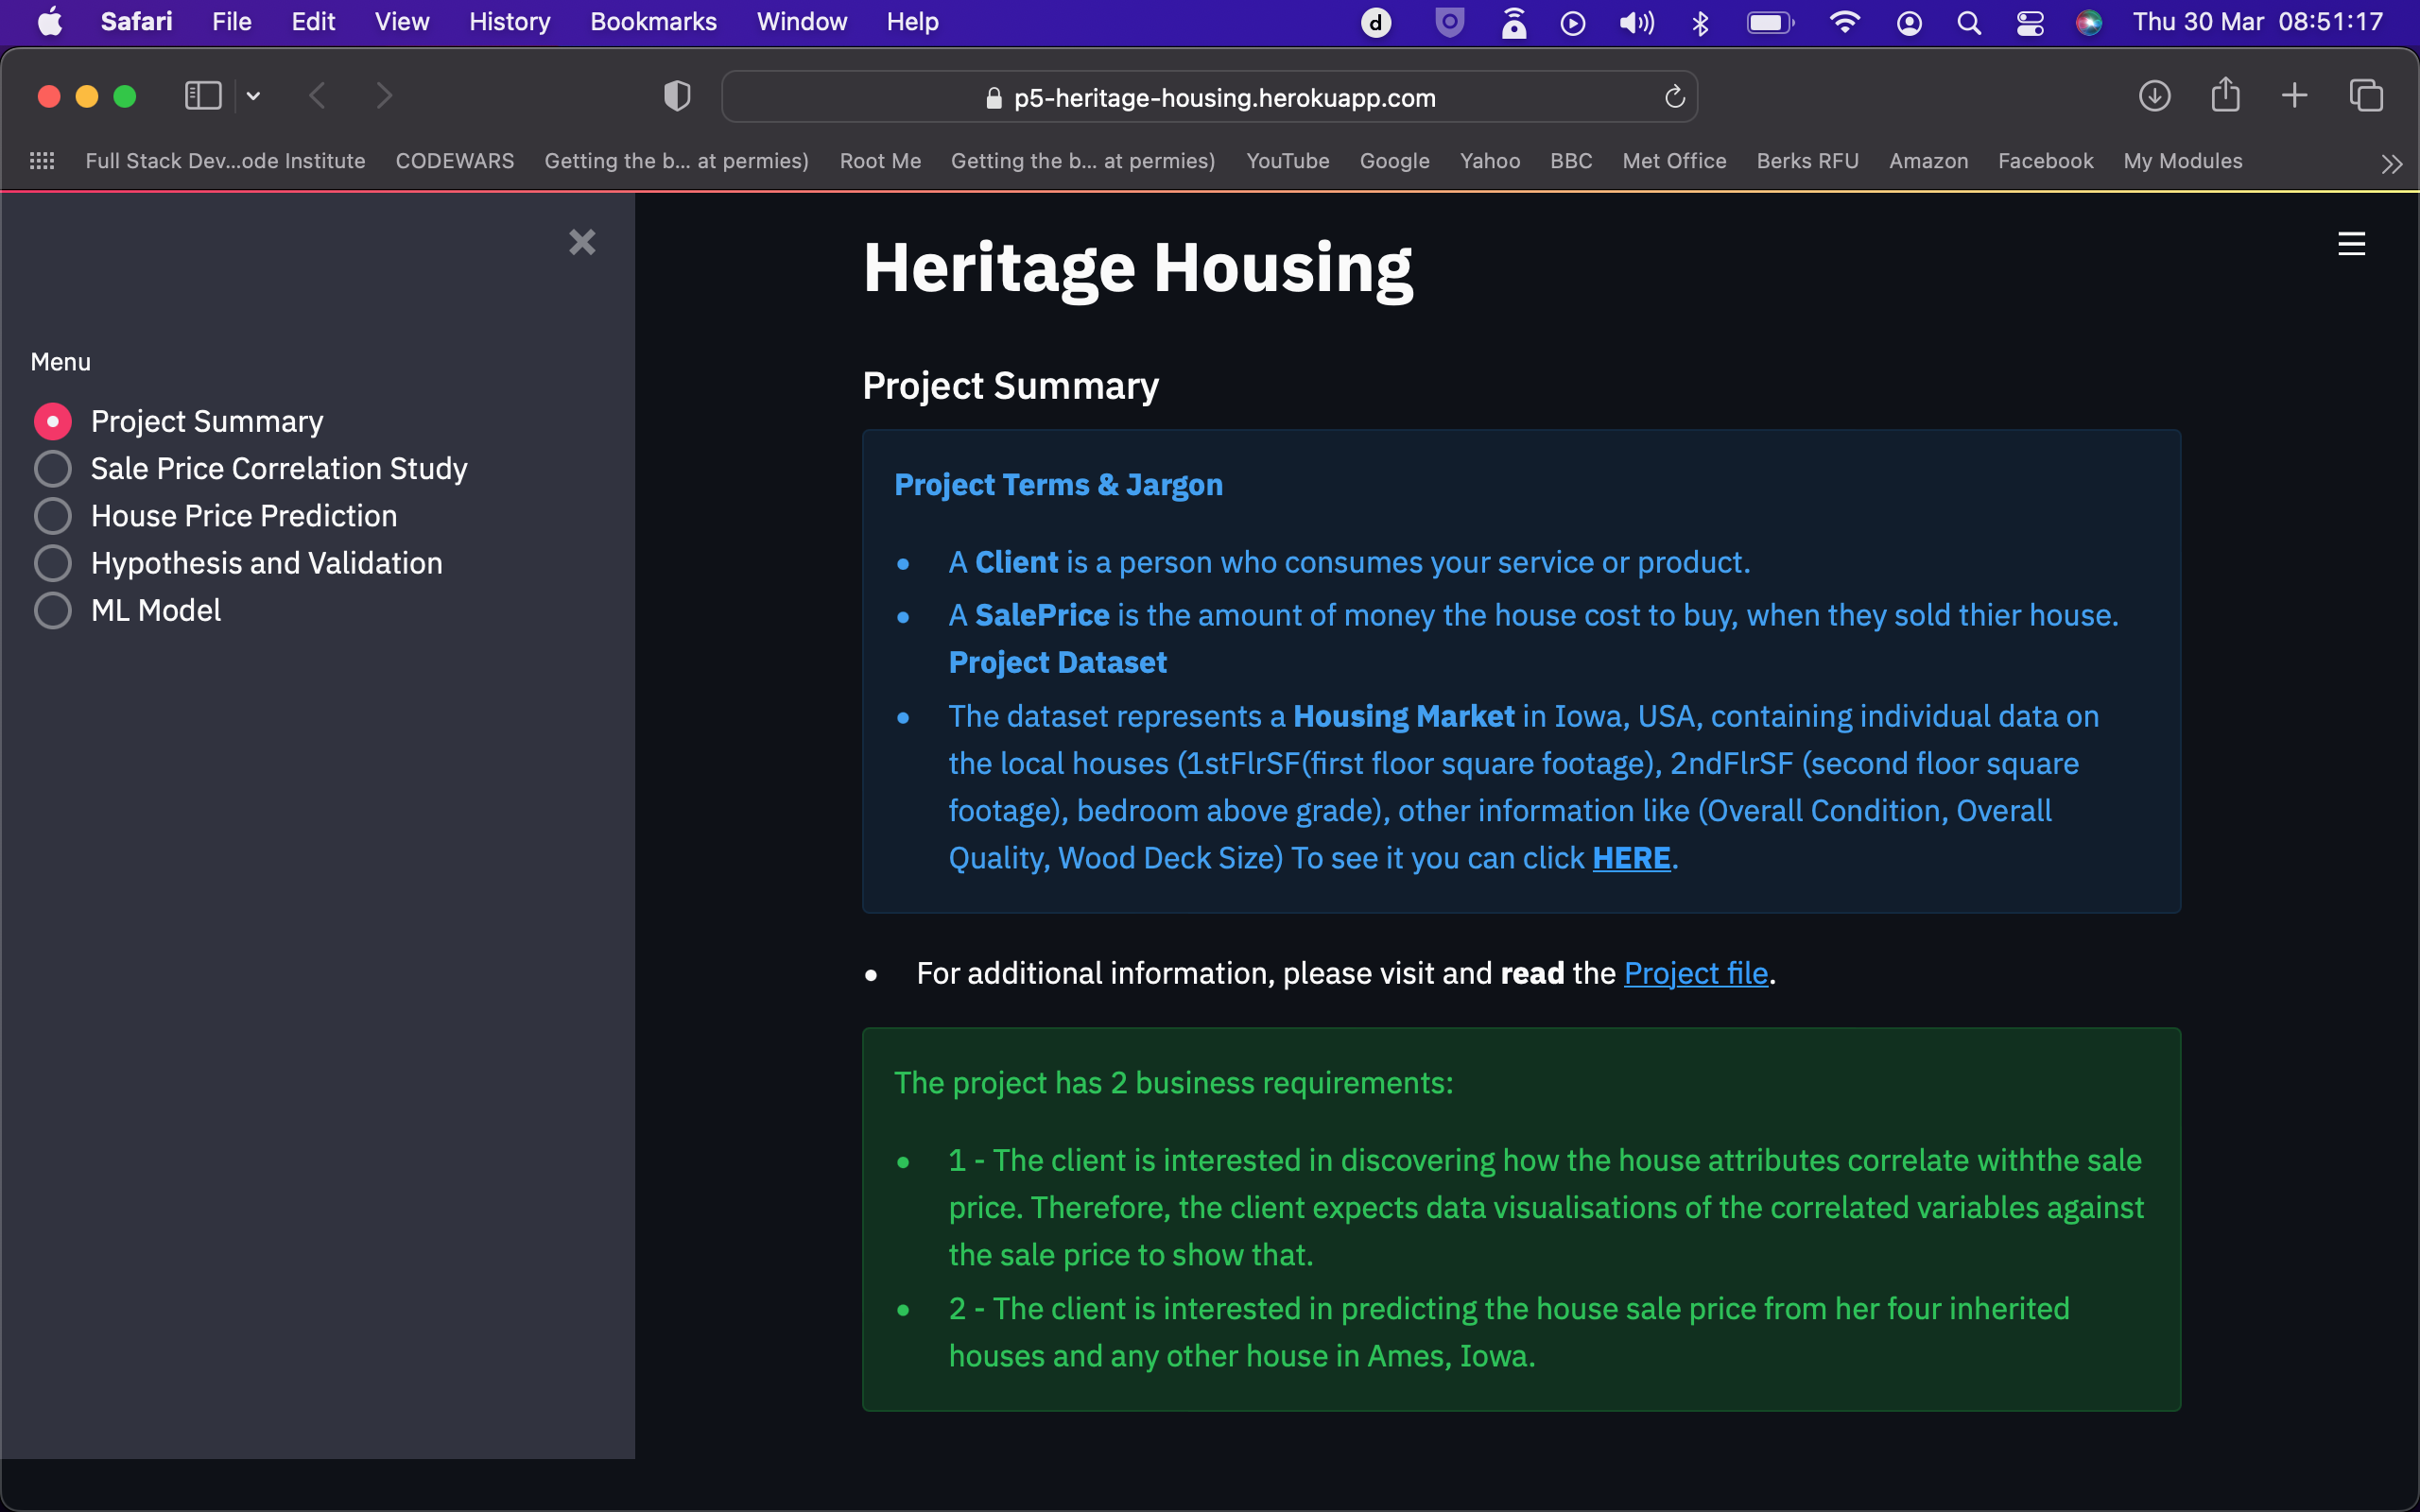 Safari File Edit View History Bookmarks Window Help d Thu 30 Mar 08:51:17
p5-heritage-housing.herokuapp.com
Full Stack Dev...ode Institute CODEWARS Getting the b... at permies) Root Me Getting the b... at permies) YouTube Google Yahoo BBC Met Office Berks RFU Amazon Facebook My Modules
Menu
Project Summary
Sale Price Correlation Study
House Price Prediction
Hypothesis and Validation
ML Model
Heritage Housing
Project Summary
Project Terms & Jargon
• A Client is a person who consumes your service or product.
• A SalePrice is the amount of money the house cost to buy, when they sold thier house.
Project Dataset
• The dataset represents a Housing Market in Iowa, USA, containing individual data on
the local houses (1stFlrSF(first floor square footage), 2ndFlrSF (second floor square
footage), bedroom above grade), other information like (Overall Condition, Overall
Quality, Wood Deck Size) To see it you can click HERE.
• For additional information, please visit and read the Project file.
The project has 2 business requirements:
• 1 - The client is interested in discovering how the house attributes correlate withthe sale
price. Therefore, the client expects data visualisations of the correlated variables against
the sale price to show that.
• 2 - The client is interested in predicting the house sale price from her four inherited
houses and any other house in Ames, Iowa.